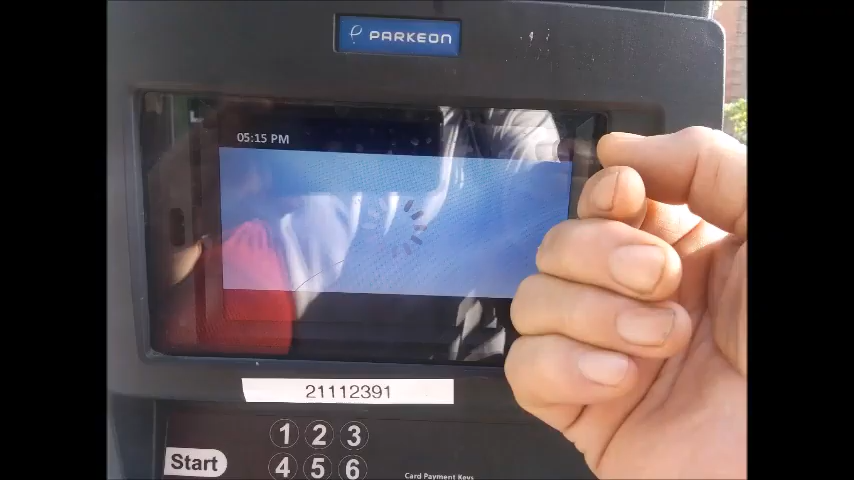 PARKEON
05:15 PM
21112391
1 2 3
Start
4 5 6
Card Payment Keys